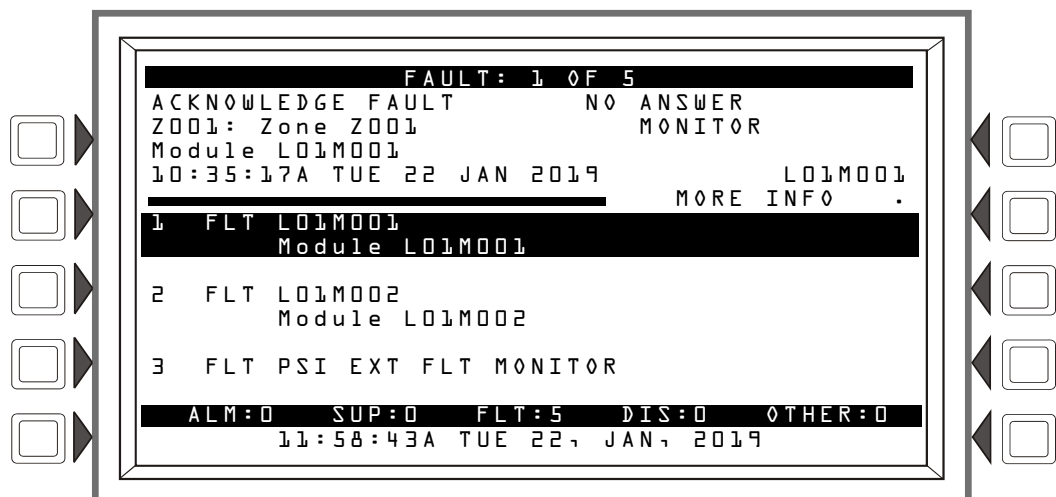 FAULT: 1 OF 5
ACKNOWLEDGE FAULT NO ANSWER
Z001: Zone Z001 MONITOR
Module L01M001
10:35:17A TUE 22 JAN 2019 L01M001
MORE INFO .
1 FLT L01M001
Module L01M001
2 FLT L01M002
Module L01M002
3 FLT PSI EXT FLT MONITOR
ALM:0 SUP:0 FLT:5 DIS:0 OTHER:0
11:58:43A TUE 22, JAN, 2019